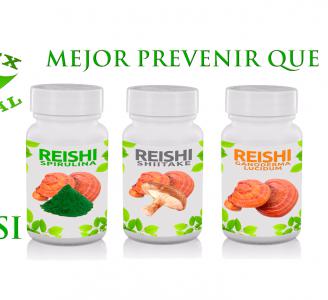 MEJOR PREVENIR QUE
REISHI
SPIRULINA
REISHI
SHIITAKE
REISHI
GANODERMA
LUCIDUM
SI